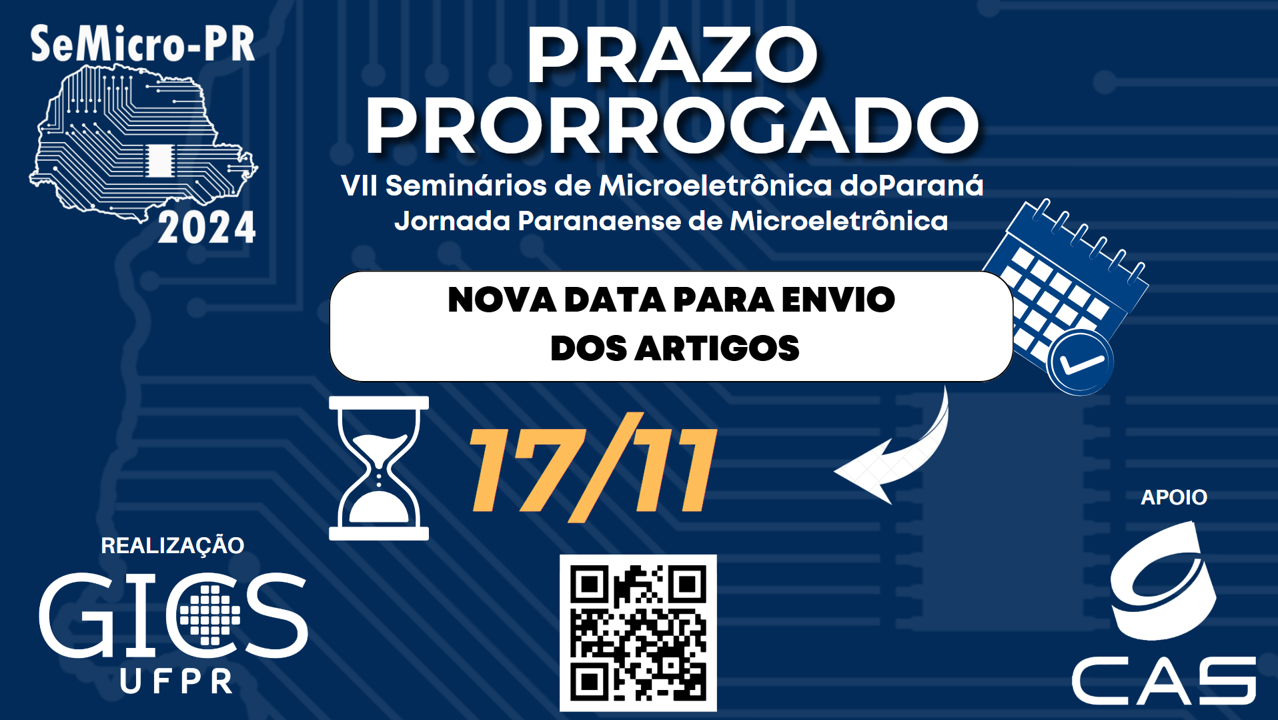 SeMicro-PR
2024
PRAZO
PRORROGADO
VII Seminários de Microeletrônica doParaná
Jornada Paranaense de Microeletrônica
NOVA DATA PARA ENVIO
DOS ARTIGOS
17/11
REALIZAÇÃO
GICS
UFPR
APOIO
CAS